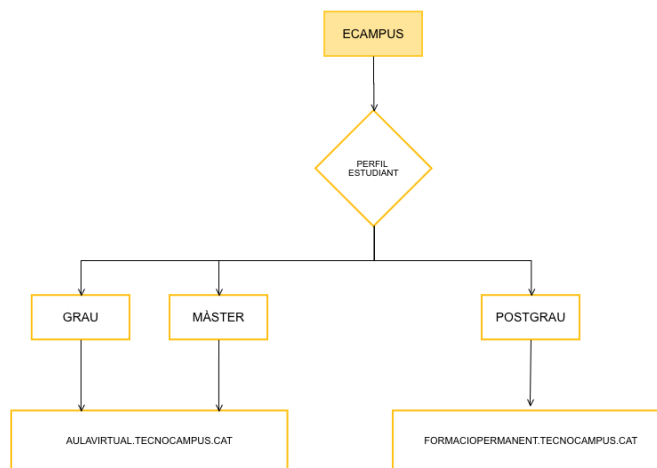 ECAMPUS
PERFIL
ESTUDIANT
GRAU
MÀSTER
POSTGRAU
AULAVIRTUAL.TECNOCAMPUS.CAT
FORMACIOPERMANENT.TECNOCAMPUS.CAT